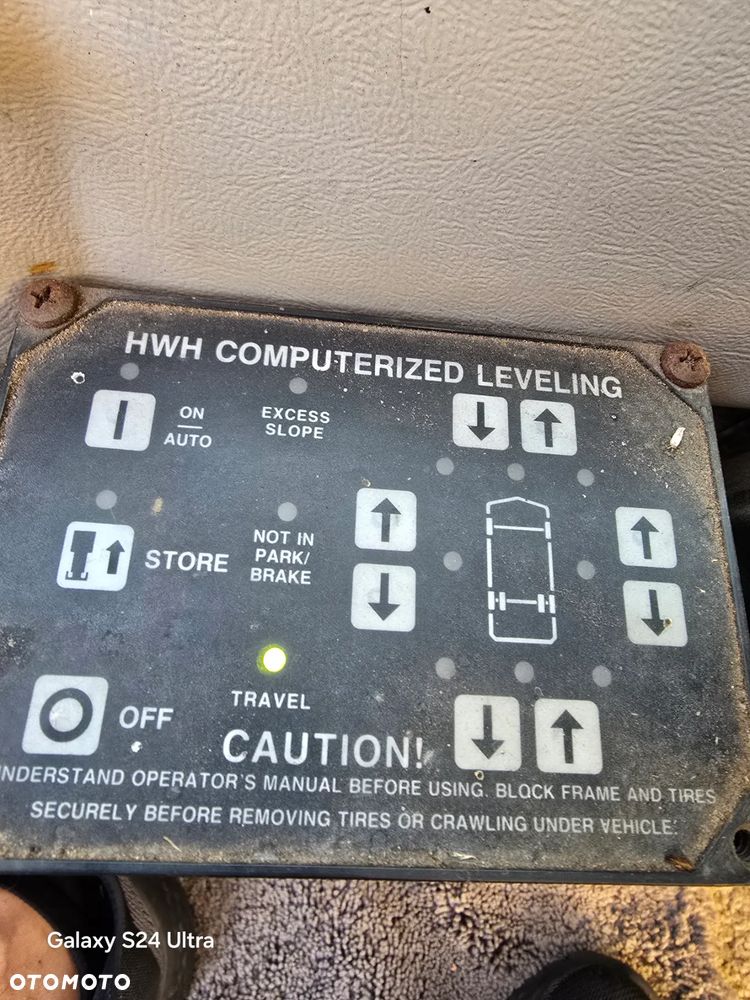 HWH COMPUTERIZED LEVELING
ON
AUTO
EXCESS
SLOPE
STORE
NOT IN
PARK/
BRAKE
OFF
TRAVEL
CAUTION!
UNDERSTAND OPERATOR'S MANUAL BEFORE USING. BLOCK FRAME AND TIRES
SECURELY BEFORE REMOVING TIRES OR CRAWLING UNDER VEHICLE.
Galaxy S24 Ultra
OTOMOTO